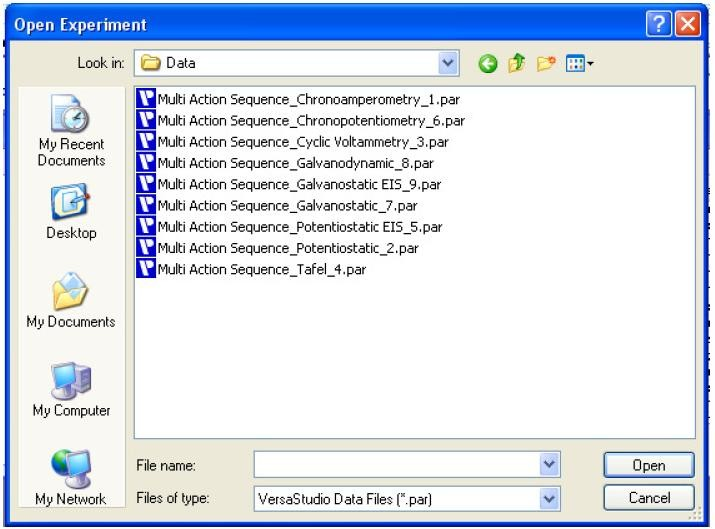 Open Experiment
Look in: Data
My Recent
Documents
Desktop
My Documents
My Computer
My Network
Multi Action Sequence_Chronoamperometry_1.par
Multi Action Sequence_Chronopotentiometry_6.par
Multi Action Sequence_Cyclic Voltammetry_3.par
Multi Action Sequence_Galvanodynamic_8.par
Multi Action Sequence_Galvanostatic EIS_9.par
Multi Action Sequence_Galvanostatic_7.par
Multi Action Sequence_Potentiostatic EIS_5.par
Multi Action Sequence_Potentiostatic_2.par
Multi Action Sequence_Tafel_4.par
File name:
Open
Files of type: VersaStudio Data Files (*.par)
Cancel